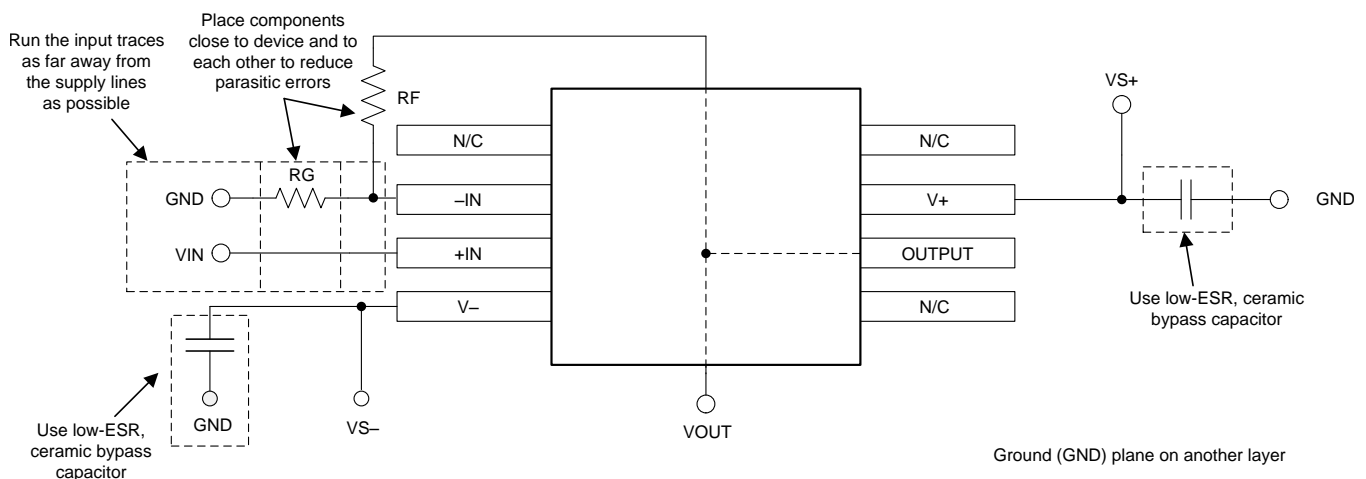 Place components
close to device and to
each other to reduce
parasitic errors
Run the input traces
as far away from
the supply lines
as possible
RF
VS+
N/C
N/C
RG
GND
–IN
V+
GND
VIN
+IN
OUTPUT
V–
N/C
Use low-ESR, ceramic
bypass capacitor
GND
VS–
VOUT
Use low-ESR,
ceramic bypass
capacitor
Ground (GND) plane on another layer